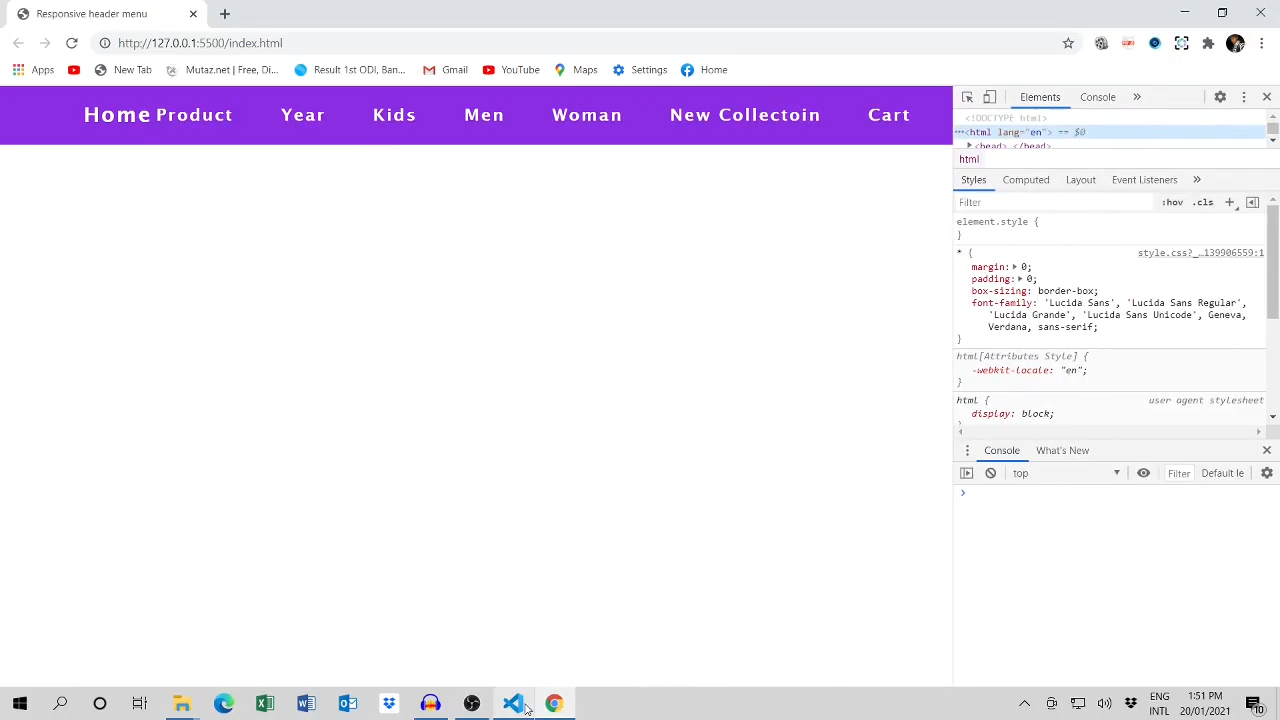 Responsive header menu
http://127.0.0.1:5500/index.html
Apps
New Tab
Mutaz.net | Free, Di...
Result 1st ODI, Ban...
Gmail
YouTube
Maps
Settings
Home
Home Product Year Kids Men Woman New Collectoin Cart
Elements Console
<!DOCTYPE html>
⋯<html lang="en"> == $0
<head> </head>
html
Styles Computed Layout Event Listeners
Filter :hov .cls
element.style {
}
* { style.css?_…139906559:1
margin: 0;
padding: 0;
box-sizing: border-box;
font-family: 'Lucida Sans', 'Lucida Sans Regular',
'Lucida Grande', 'Lucida Sans Unicode', Geneva,
Verdana, sans-serif;
}
html[Attributes Style] {
-webkit-locale: "en";
}
html { user agent stylesheet
display: block;
Console What's New
top Filter Default le
ENG 1:51 PM
INTL 20/01/2021
10